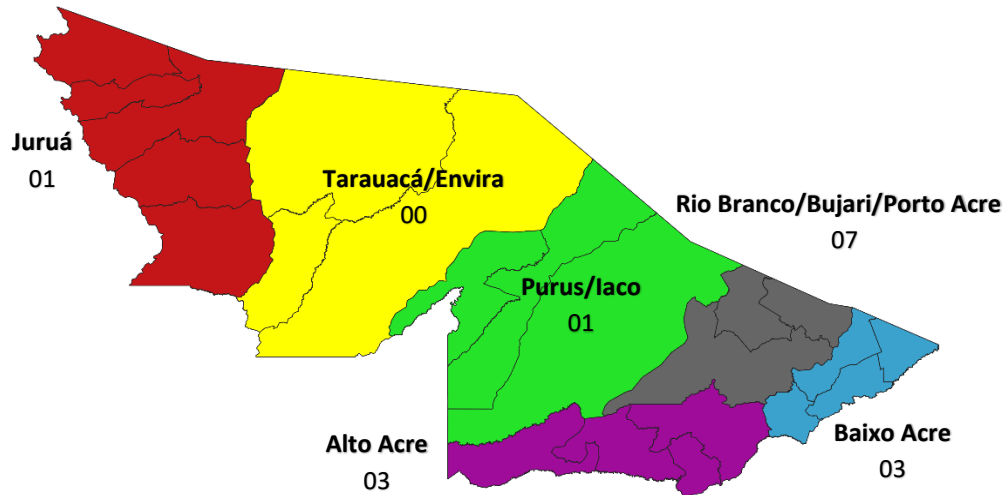 Juruá
01
Tarauacá/Envira
00
Rio Branco/Bujari/Porto Acre
07
Purus/Iaco
01
Alto Acre
03
Baixo Acre
03